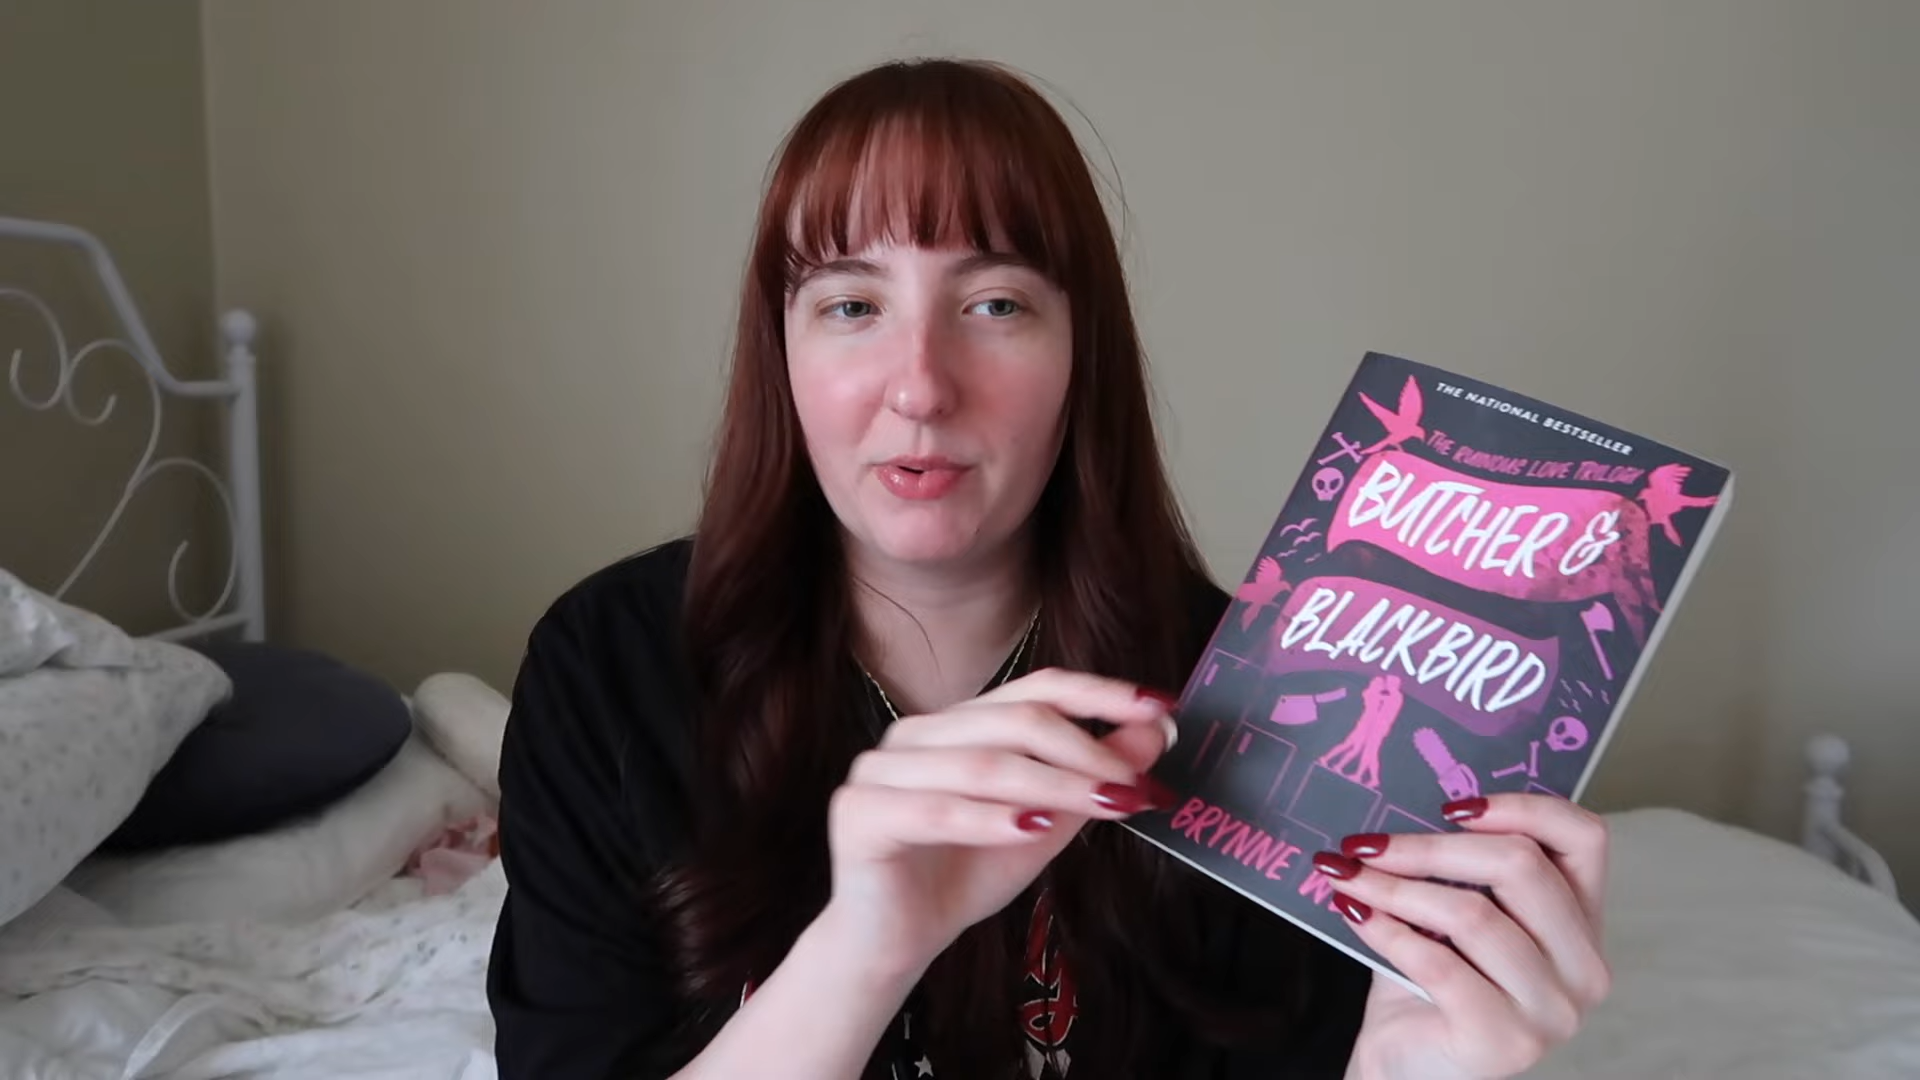 THE NATIONAL BESTSELLER
THE RUINOUS LOVE TRILOGY
BUTCHER &
BLACKBIRD
BRYNNE